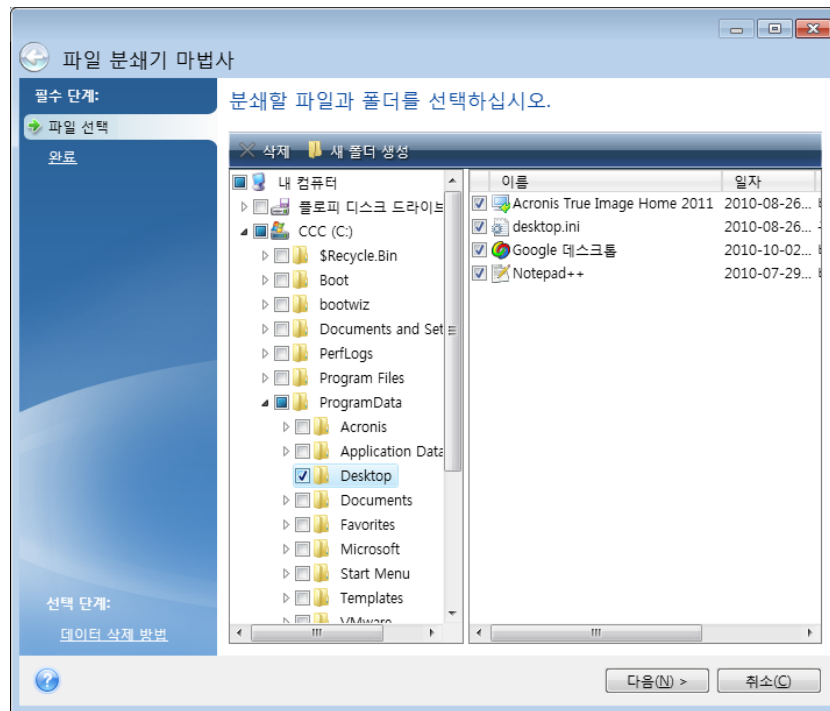 파일 분쇄기 마법사
필수 단계:
파일 선택
완료
선택 단계:
데이터 삭제 방법
분쇄할 파일과 폴더를 선택하십시오.
삭제 새 폴더 생성
내 컴퓨터
플로피 디스크 드라이브
CCC (C:)
$Recycle.Bin
Boot
bootwiz
Documents and Set
PerfLogs
Program Files
ProgramData
Acronis
Application Data
Desktop
Documents
Favorites
Microsoft
Start Menu
Templates
VMware
이름 일자
Acronis True Image Home 2011 2010-08-26...
desktop.ini 2010-08-26...
Google 데스크톱 2010-10-02...
Notepad++ 2010-07-29...
다음(N) > 취소(C)